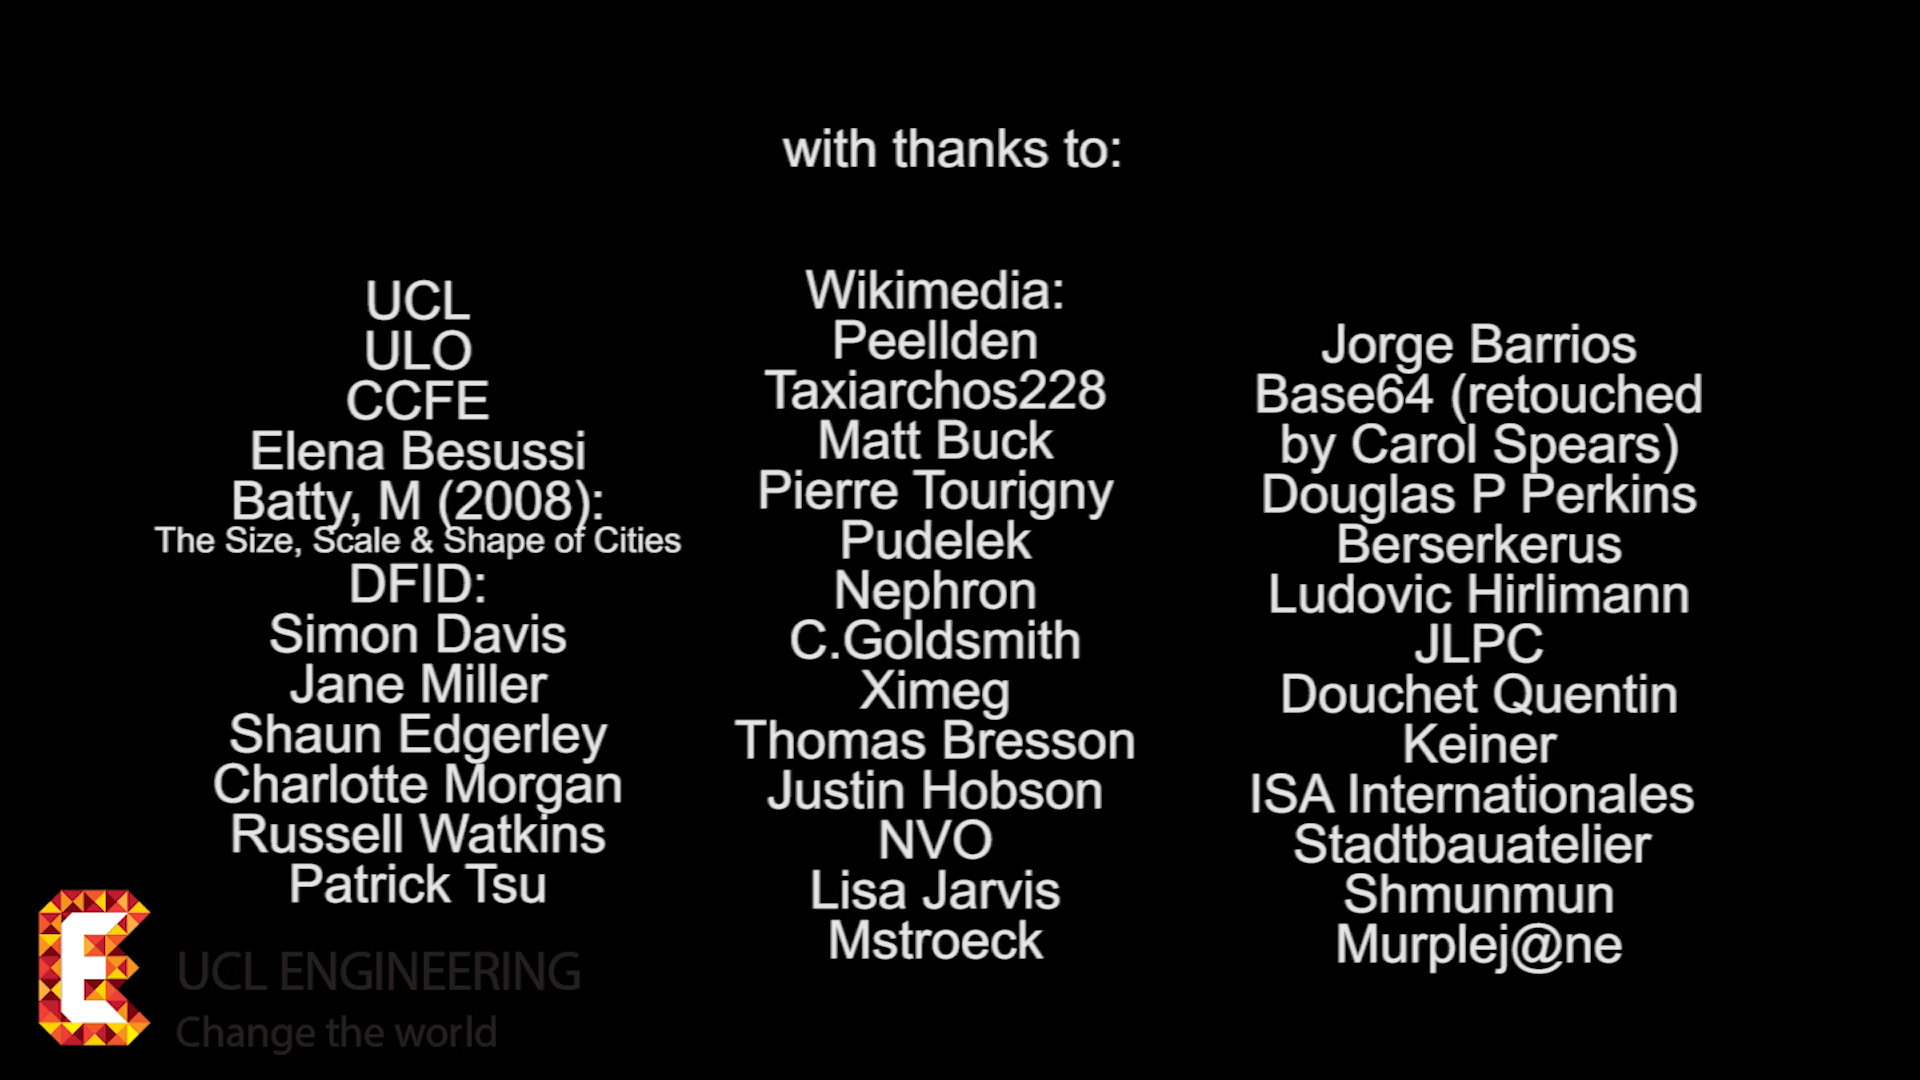 with thanks to:
UCL
ULO
CCFE
Elena Besussi
Batty, M (2008):
The Size, Scale & Shape of Cities
DFID:
Simon Davis
Jane Miller
Shaun Edgerley
Charlotte Morgan
Russell Watkins
Patrick Tsu
Wikimedia:
Peellden
Taxiarchos228
Matt Buck
Pierre Tourigny
Pudelek
Nephron
C.Goldsmith
Ximeg
Thomas Bresson
Justin Hobson
NVO
Lisa Jarvis
Mstroeck
Jorge Barrios
Base64 (retouched
by Carol Spears)
Douglas P Perkins
Berserkerus
Ludovic Hirlimann
JLPC
Douchet Quentin
Keiner
ISA Internationales
Stadtbauatelier
Shmunmun
Murplej@ne
E
UCL ENGINEERING
Change the world